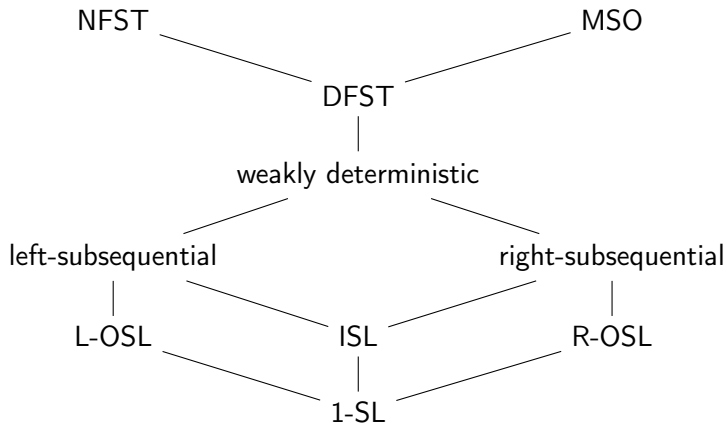 NFST MSO
DFST
weakly deterministic
left-subsequential right-subsequential
L-OSL ISL R-OSL
1-SL